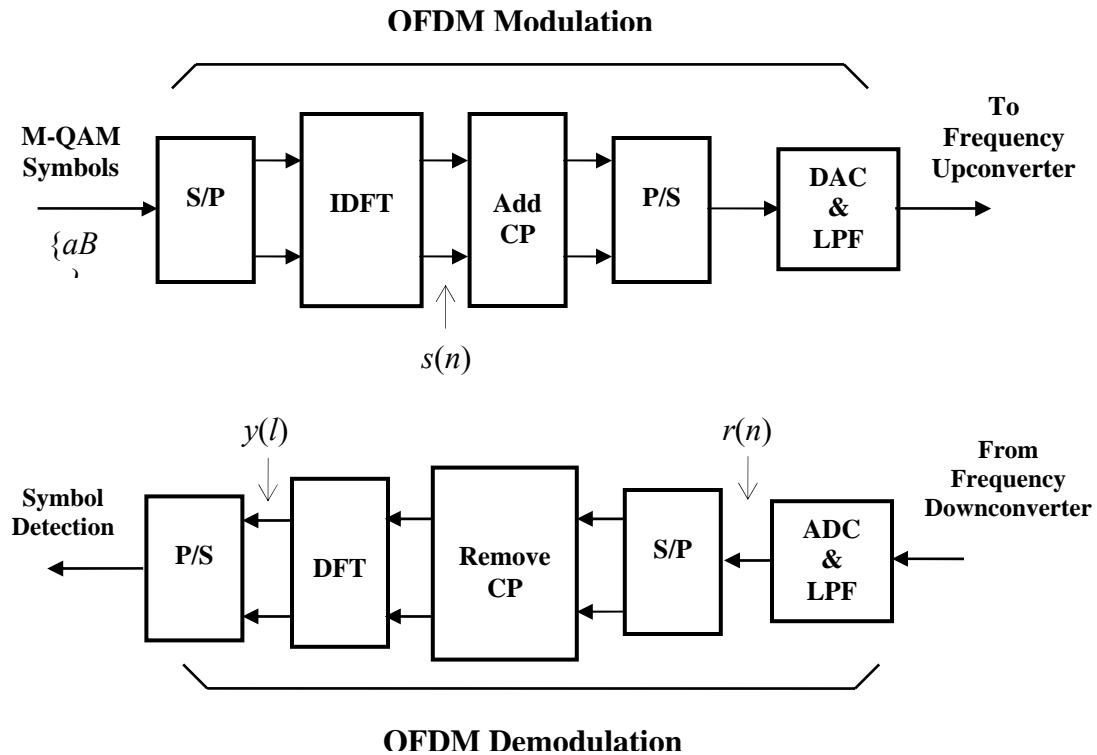 OFDM Modulation
M-QAM
Symbols
{aB
S/P
IDFT
Add
CP
P/S
DAC
&
LPF
To
Frequency
Upconverter
s(n)
y(l)
r(n)
Symbol
Detection
P/S
DFT
Remove
CP
S/P
ADC
&
LPF
From
Frequency
Downconverter
OFDM Demodulation